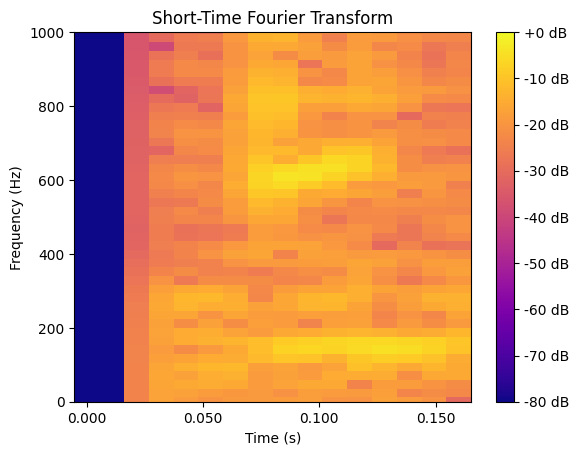 Short-Time Fourier Transform
1000
800
600
400
200
0
Frequency (Hz)
0.000
0.050
0.100
0.150
Time (s)
+0 dB
-10 dB
-20 dB
-30 dB
-40 dB
-50 dB
-60 dB
-70 dB
-80 dB